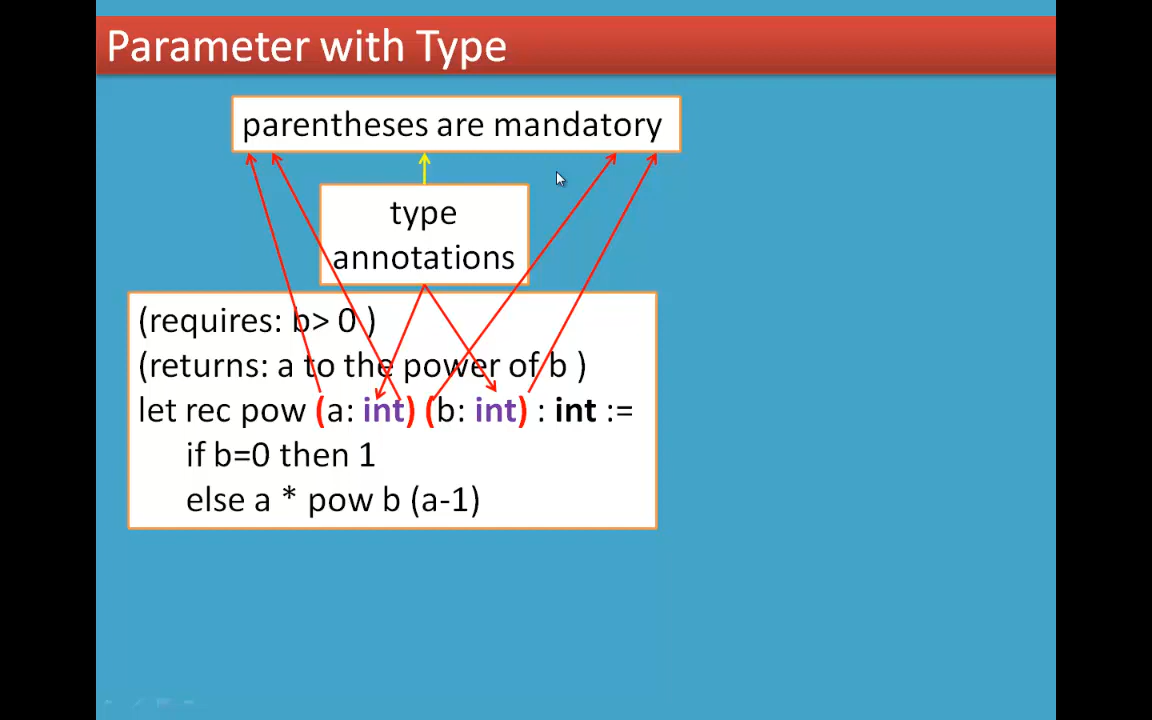 Parameter with Type
parentheses are mandatory
type
annotations
(requires: b> 0 )
(returns: a to the power of b )
let rec pow (a: int) (b: int) : int :=
if b=0 then 1
else a * pow b (a-1)